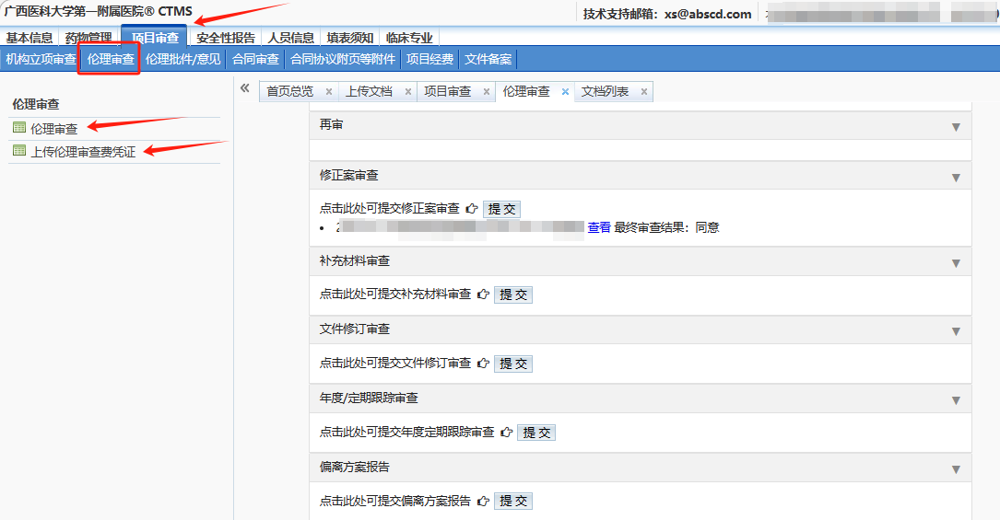 广西医科大学第一附属医院® CTMS
技术支持邮箱：xs@abscd.com
基本信息 药物管理 项目审查 安全性报告 人员信息 填表须知 临床专业
机构立项审查 伦理审查 伦理批件/意见 合同审查 合同协议附页等附件 项目经费 文件备案
伦理审查
伦理审查
上传伦理审查费凭证
« 首页总览 × 上传文档 × 项目审查 × 伦理审查 × 文档列表 ×
再审
修正案审查
点击此处可提交修正案审查 提 交
• 查看 最终审查结果：同意
补充材料审查
点击此处可提交补充材料审查 提 交
文件修订审查
点击此处可提交文件修订审查 提 交
年度/定期跟踪审查
点击此处可提交年度定期跟踪审查 提 交
偏离方案报告
点击此处可提交偏离方案报告 提 交